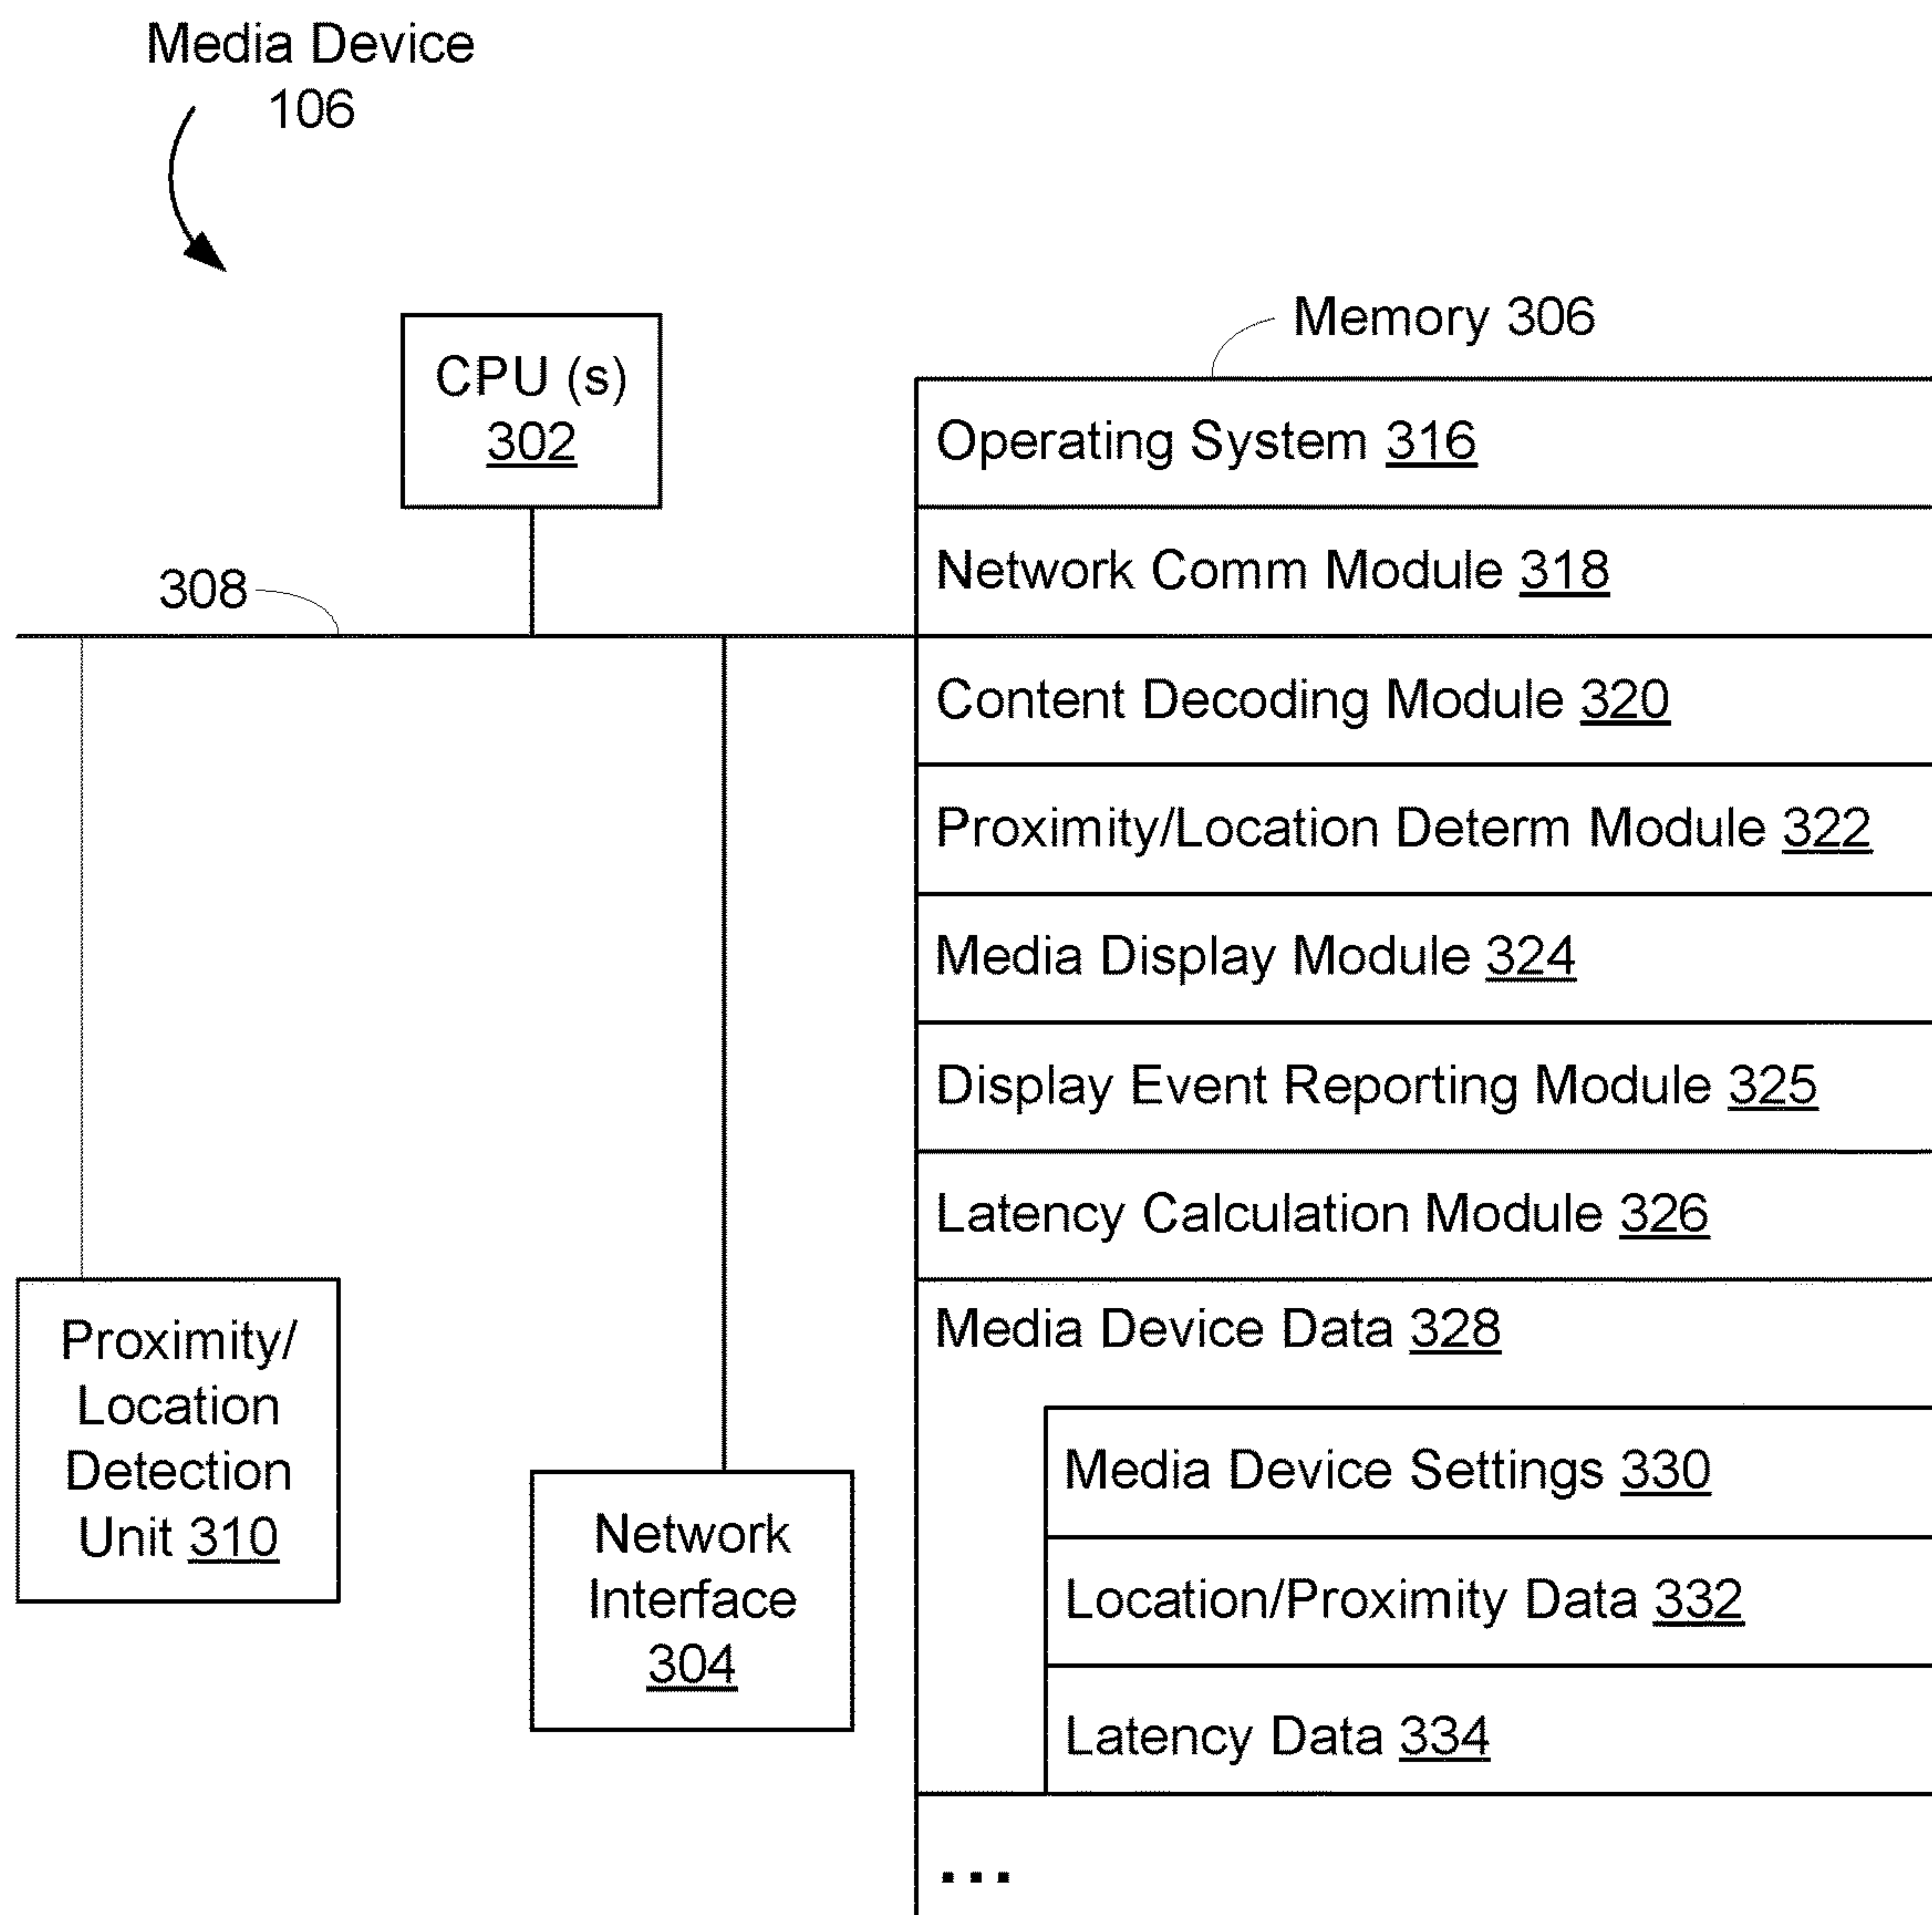 Media Device
106
CPU (s)
302
308
Memory 306
Operating System 316
Network Comm Module 318
Content Decoding Module 320
Proximity/Location Determ Module 322
Media Display Module 324
Display Event Reporting Module 325
Latency Calculation Module 326
Media Device Data 328
Media Device Settings 330
Location/Proximity Data 332
Latency Data 334
...
Proximity/
Location
Detection
Unit 310
Network
Interface
304